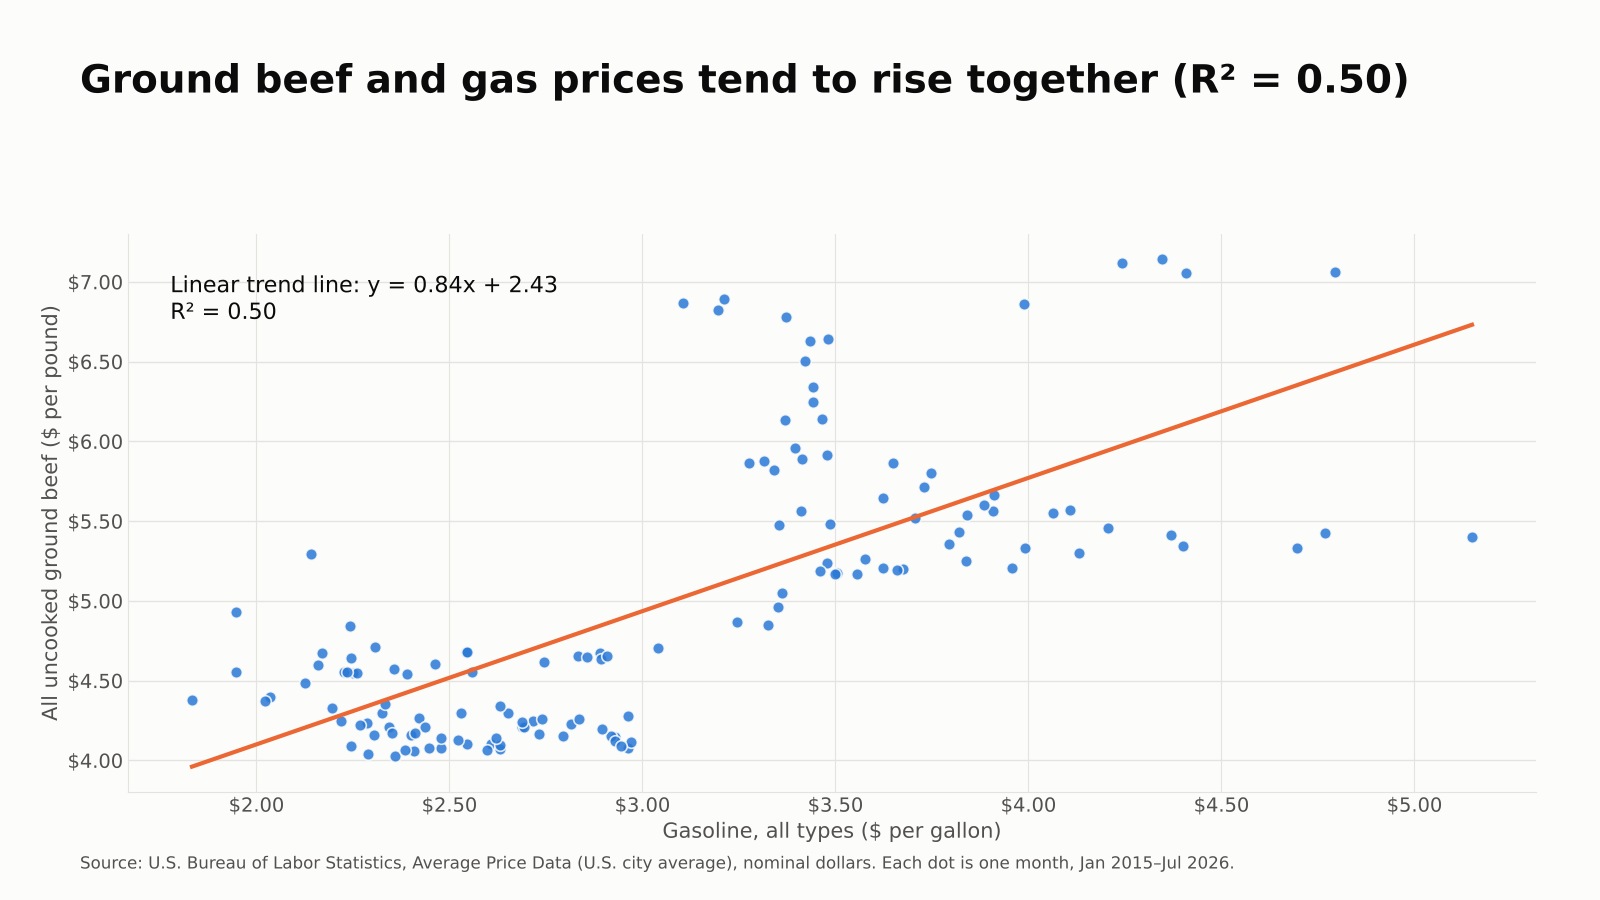 Ground beef and gas prices tend to rise together (R² = 0.50)
Linear trend line: y = 0.84x + 2.43
R² = 0.50
All uncooked ground beef ($ per pound)
$7.00
$6.50
$6.00
$5.50
$5.00
$4.50
$4.00
$2.00 $2.50 $3.00 $3.50 $4.00 $4.50 $5.00
Gasoline, all types ($ per gallon)
Source: U.S. Bureau of Labor Statistics, Average Price Data (U.S. city average), nominal dollars. Each dot is one month, Jan 2015–Jul 2026.